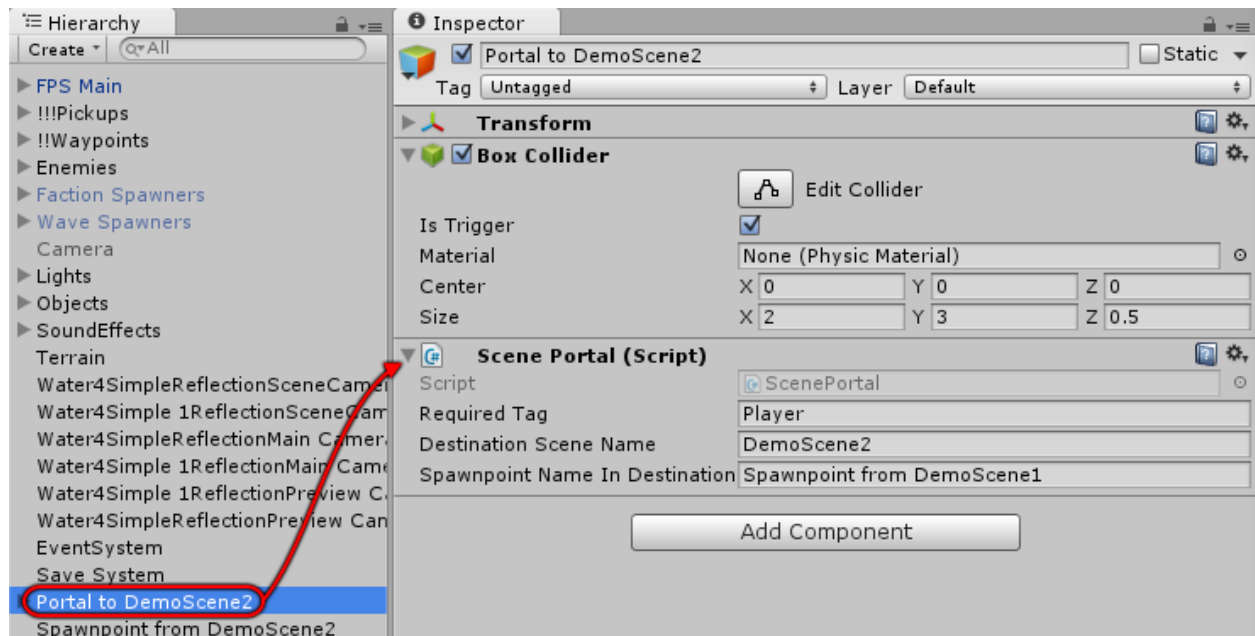 Hierarchy
Create
All
FPS Main
!!!Pickups
!!Waypoints
Enemies
Faction Spawners
Wave Spawners
Camera
Lights
Objects
SoundEffects
Terrain
Water4SimpleReflectionSceneCamer
Water4Simple 1ReflectionSceneCam
Water4SimpleReflectionMain Camera
Water4Simple 1ReflectionMain Came
Water4Simple 1ReflectionPreview Ca
Water4SimpleReflectionPreview Can
EventSystem
Save System
Portal to DemoScene2
Spawnpoint from DemoScene2
Inspector
Portal to DemoScene2 Static
Tag Untagged Layer Default
Transform
Box Collider
Edit Collider
Is Trigger
Material None (Physic Material)
Center X 0 Y 0 Z 0
Size X 2 Y 3 Z 0.5
Scene Portal (Script)
Script ScenePortal
Required Tag Player
Destination Scene Name DemoScene2
Spawnpoint Name In Destination Spawnpoint from DemoScene1
Add Component